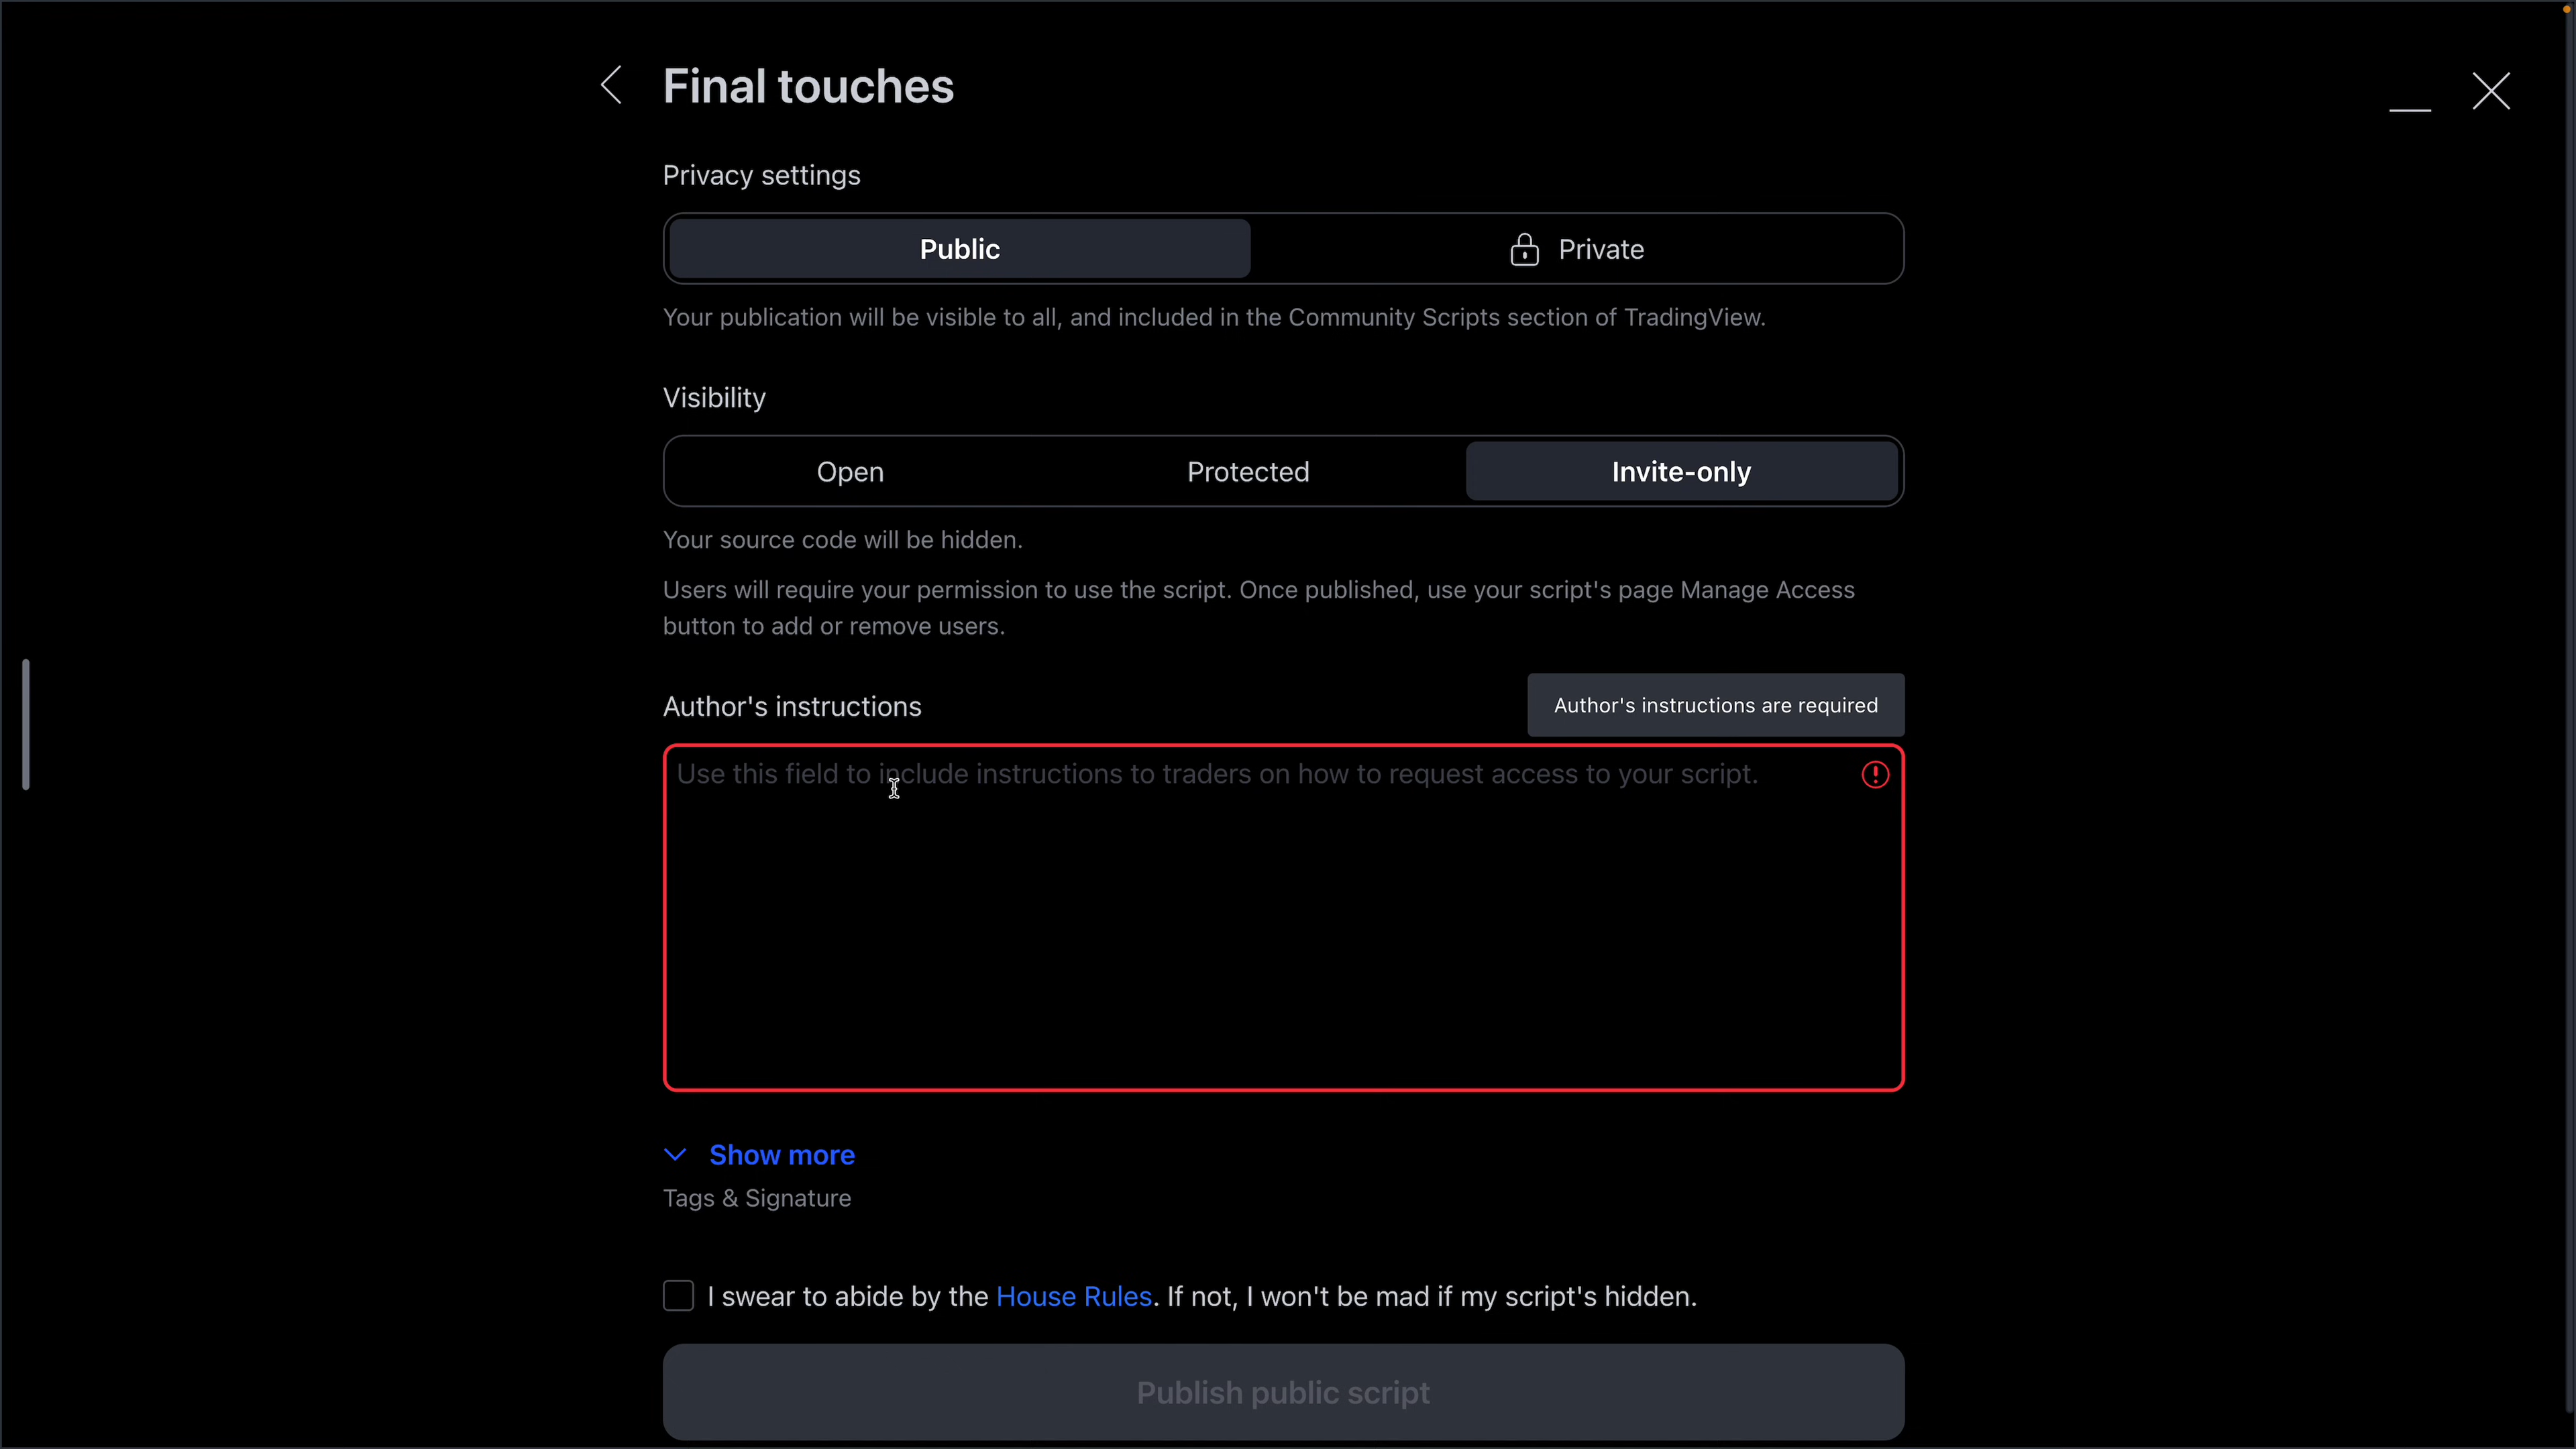 Final touches
Privacy settings
Public
Private
Your publication will be visible to all, and included in the Community Scripts section of TradingView.
Visibility
Open
Protected
Invite-only
Your source code will be hidden.
Users will require your permission to use the script. Once published, use your script's page Manage Access
button to add or remove users.
Author's instructions
Author's instructions are required
Use this field to include instructions to traders on how to request access to your script.
Show more
Tags & Signature
I swear to abide by the House Rules. If not, I won't be mad if my script's hidden.
Publish public script